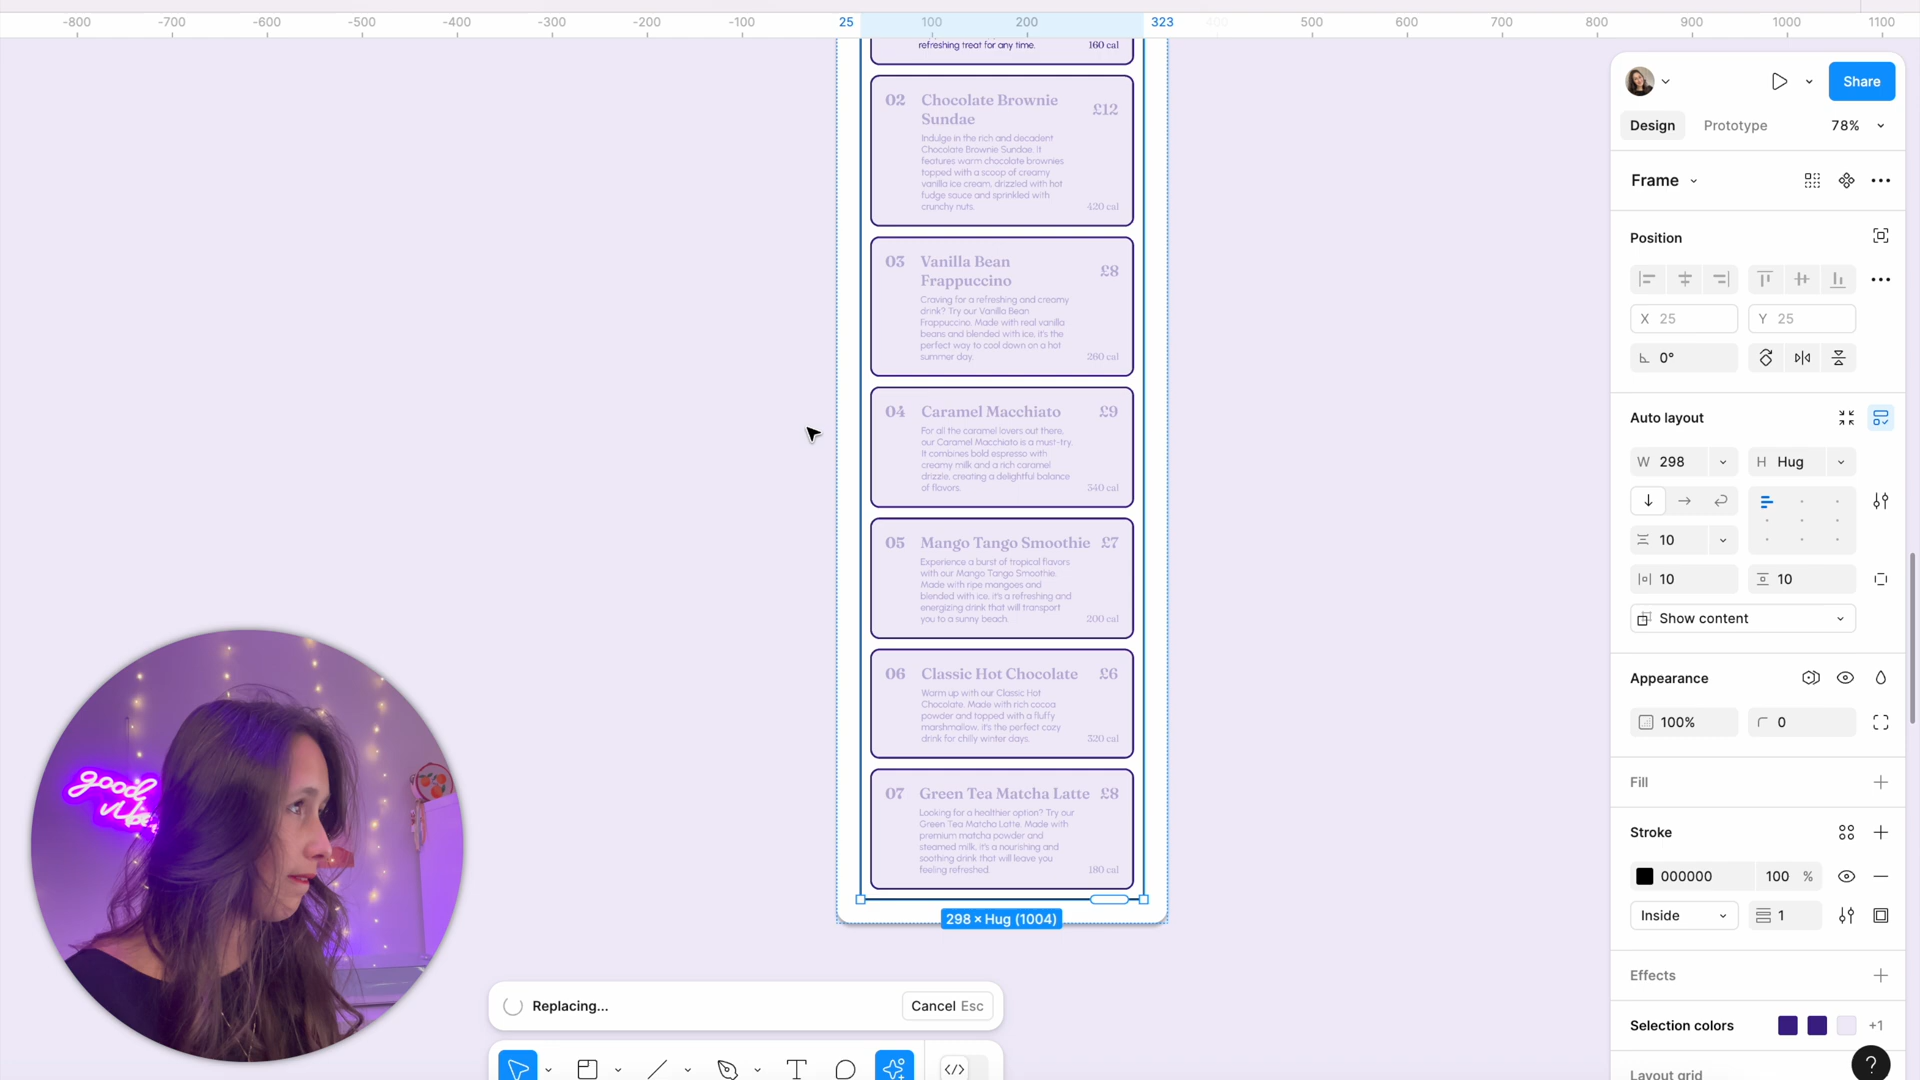 -800 -700 -600 -500 -400 -300 -200 -100 25 100 200 323 400 500 600 700 800 900 1000 1100
refreshing treat for any time. 160 cal
02 Chocolate Brownie Sundae £12
Indulge in the rich and decadent
Chocolate Brownie Sundae. It
features warm chocolate brownies
topped with a scoop of creamy
vanilla ice cream, drizzled with hot
fudge sauce and sprinkled with
crunchy nuts. 420 cal
03 Vanilla Bean Frappuccino £8
Craving for a refreshing and creamy
drink? Try our Vanilla Bean
Frappuccino. Made with real vanilla
beans and blended with ice, it's the
perfect way to cool down on a hot
summer day. 260 cal
04 Caramel Macchiato £9
For all the caramel lovers out there,
our Caramel Macchiato is a must-try.
It combines bold espresso with
creamy milk and a rich caramel
drizzle, creating a delightful balance
of flavors. 340 cal
05 Mango Tango Smoothie £7
Experience a burst of tropical flavors
with our Mango Tango Smoothie.
Made with ripe mangoes and
blended with ice, it's a refreshing and
energizing drink that will transport
you to a sunny beach. 200 cal
06 Classic Hot Chocolate £6
Warm up with our Classic Hot
Chocolate. Made with rich cocoa
powder and topped with a fluffy
marshmallow, it's the perfect cozy
drink for chilly winter days. 320 cal
07 Green Tea Matcha Latte £8
Looking for a healthier option? Try our
Green Tea Matcha Latte. Made with
premium matcha powder and
steamed milk, it's a nourishing and
soothing drink that will leave you
feeling refreshed. 180 cal
298 × Hug (1004)
good vibes
Replacing...
Cancel Esc
Share
Design Prototype 78%
Frame
Position
X 25 Y 25
0°
Auto layout
W 298 H Hug
10
10 10
Show content
Appearance
100% 0
Fill
Stroke
000000 100 %
Inside 1
Effects
Selection colors +1
Layout grid
?